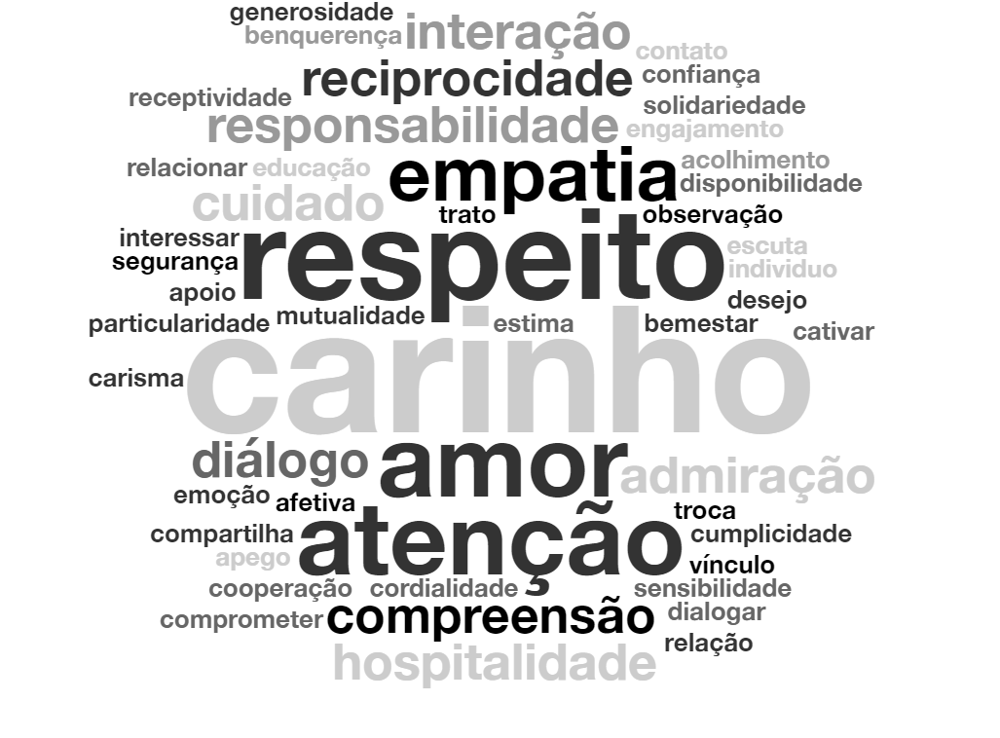 generosidade
benquerença interação contato
reciprocidade confiança
receptividade solidariedade
responsabilidade engajamento
relacionar educação empatia acolhimento
disponibilidade
cuidado trato observação
interessar respeito escuta
segurança individuo
apoio desejo
particularidade mutualidade estima bemestar cativar
carisma carinho
diálogo amor admiração
emoção afetiva troca
compartilha atenção cumplicidade
apego vínculo
cooperação cordialidade sensibilidade
comprometer compreensão dialogar
relação
hospitalidade